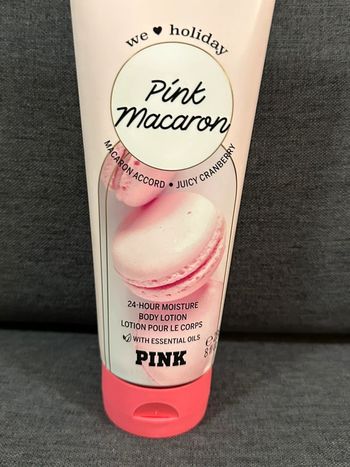 we ♥ holiday
Pink
Macaron
MACARON ACCORD • JUICY CRANBERRY
24-HOUR MOISTURE
BODY LOTION
LOTION POUR LE CORPS
WITH ESSENTIAL OILS
PINK